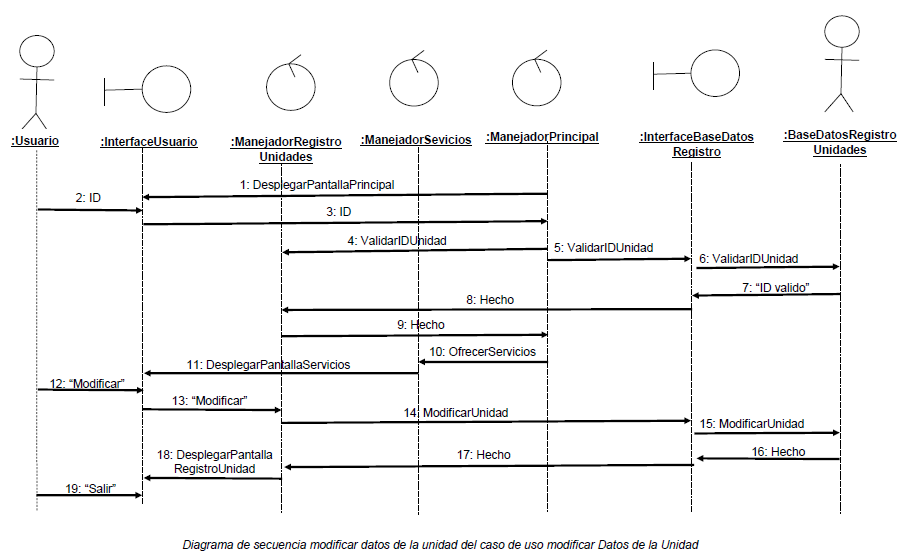 :Usuario
:InterfaceUsuario
:ManejadorRegistro
Unidades
:ManejadorSevicios
:ManejadorPrincipal
:InterfaceBaseDatos
Registro
:BaseDatosRegistro
Unidades
1: DesplegarPantallaPrincipal
2: ID
3: ID
4: ValidarIDUnidad
5: ValidarIDUnidad
6: ValidarIDUnidad
7: “ID valido”
8: Hecho
9: Hecho
10: OfrecerServicios
11: DesplegarPantallaServicios
12: “Modificar”
13: “Modificar”
14: ModificarUnidad
15: ModificarUnidad
16: Hecho
17: Hecho
18: DesplegarPantalla
RegistroUnidad
19: “Salir”
Diagrama de secuencia modificar datos de la unidad del caso de uso modificar Datos de la Unidad